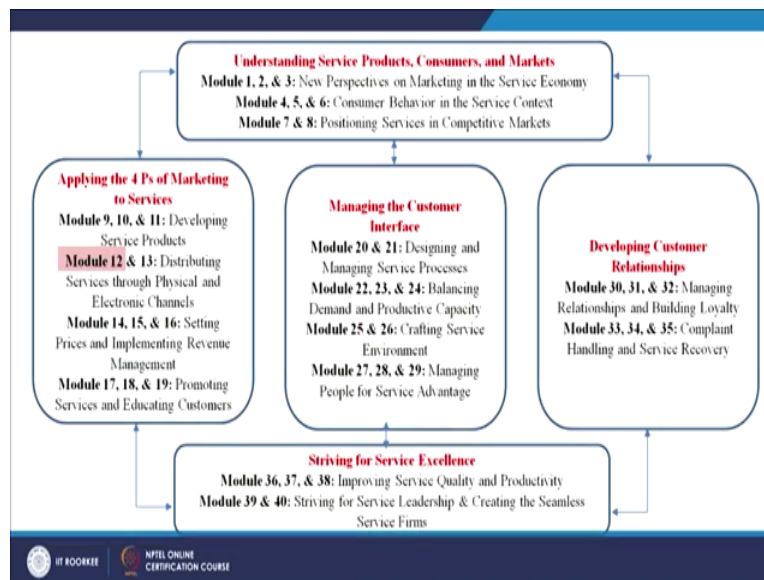 Understanding Service Products, Consumers, and Markets
Module 1, 2, & 3: New Perspectives on Marketing in the Service Economy
Module 4, 5, & 6: Consumer Behavior in the Service Context
Module 7 & 8: Positioning Services in Competitive Markets
Applying the 4 Ps of Marketing
to Services
Module 9, 10, & 11: Developing
Service Products
Module 12 & 13: Distributing
Services through Physical and
Electronic Channels
Module 14, 15, & 16: Setting
Prices and Implementing Revenue
Management
Module 17, 18, & 19: Promoting
Services and Educating Customers
Managing the Customer
Interface
Module 20 & 21: Designing and
Managing Service Processes
Module 22, 23, & 24: Balancing
Demand and Productive Capacity
Module 25 & 26: Crafting Service
Environment
Module 27, 28, & 29: Managing
People for Service Advantage
Developing Customer
Relationships
Module 30, 31, & 32: Managing
Relationships and Building Loyalty
Module 33, 34, & 35: Complaint
Handling and Service Recovery
Striving for Service Excellence
Module 36, 37, & 38: Improving Service Quality and Productivity
Module 39 & 40: Striving for Service Leadership & Creating the Seamless
Service Firms
IIT ROORKEE
NPTEL ONLINE
CERTIFICATION COURSE